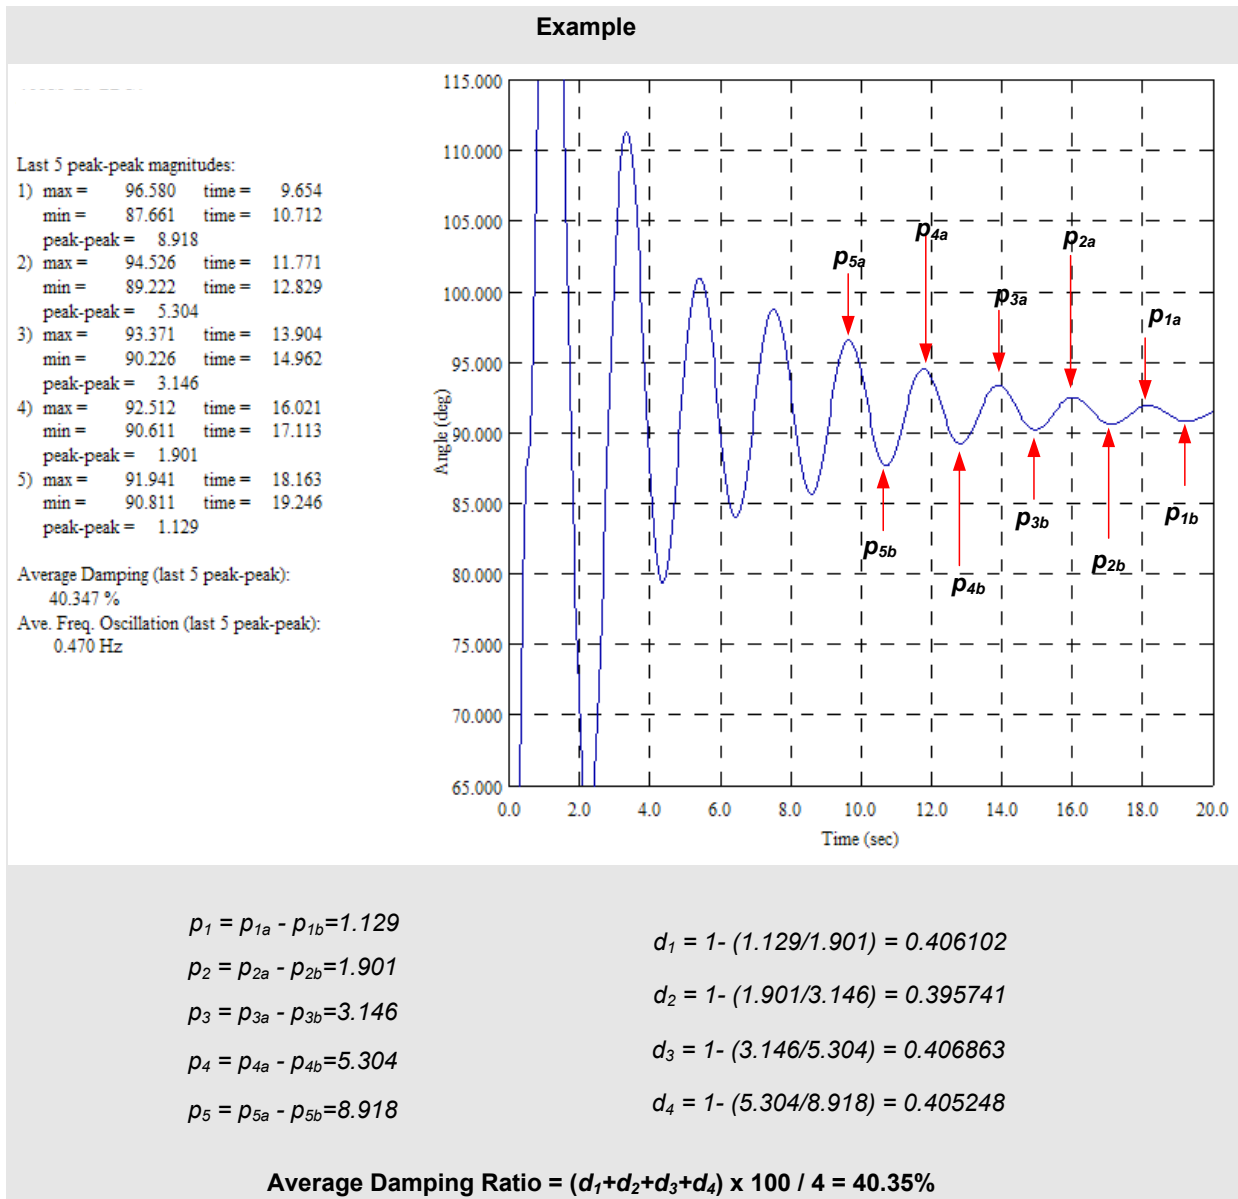 Example
Last 5 peak-peak magnitudes:
1) max = 96.580 time = 9.654
min = 87.661 time = 10.712
peak-peak = 8.918
2) max = 94.526 time = 11.771
min = 89.222 time = 12.829
peak-peak = 5.304
3) max = 93.371 time = 13.904
min = 90.226 time = 14.962
peak-peak = 3.146
4) max = 92.512 time = 16.021
min = 90.611 time = 17.113
peak-peak = 1.901
5) max = 91.941 time = 18.163
min = 90.811 time = 19.246
peak-peak = 1.129
Average Damping (last 5 peak-peak):
40.347 %
Ave. Freq. Oscillation (last 5 peak-peak):
0.470 Hz
115.000
110.000
105.000
100.000
95.000
90.000
85.000
80.000
75.000
70.000
65.000
Angle (deg)
p5a
p4a
p3a
p2a
p1a
p5b
p4b
p3b
p2b
p1b
0.0 2.0 4.0 6.0 8.0 10.0 12.0 14.0 16.0 18.0 20.0
Time (sec)
p1 = p1a - p1b=1.129
p2 = p2a - p2b=1.901
p3 = p3a - p3b=3.146
p4 = p4a - p4b=5.304
p5 = p5a - p5b=8.918
d1 = 1- (1.129/1.901) = 0.406102
d2 = 1- (1.901/3.146) = 0.395741
d3 = 1- (3.146/5.304) = 0.406863
d4 = 1- (5.304/8.918) = 0.405248
Average Damping Ratio = (d1+d2+d3+d4) x 100 / 4 = 40.35%